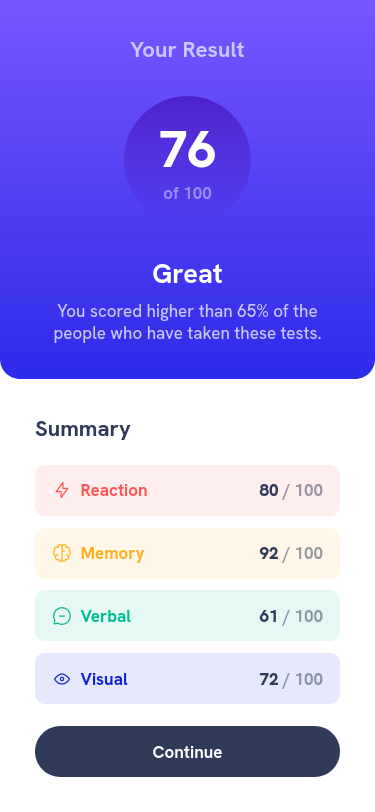 Your Result
76
of 100
Great
You scored higher than 65% of the
people who have taken these tests.
Summary
Reaction 80 / 100
Memory 92 / 100
Verbal 61 / 100
Visual 72 / 100
Continue